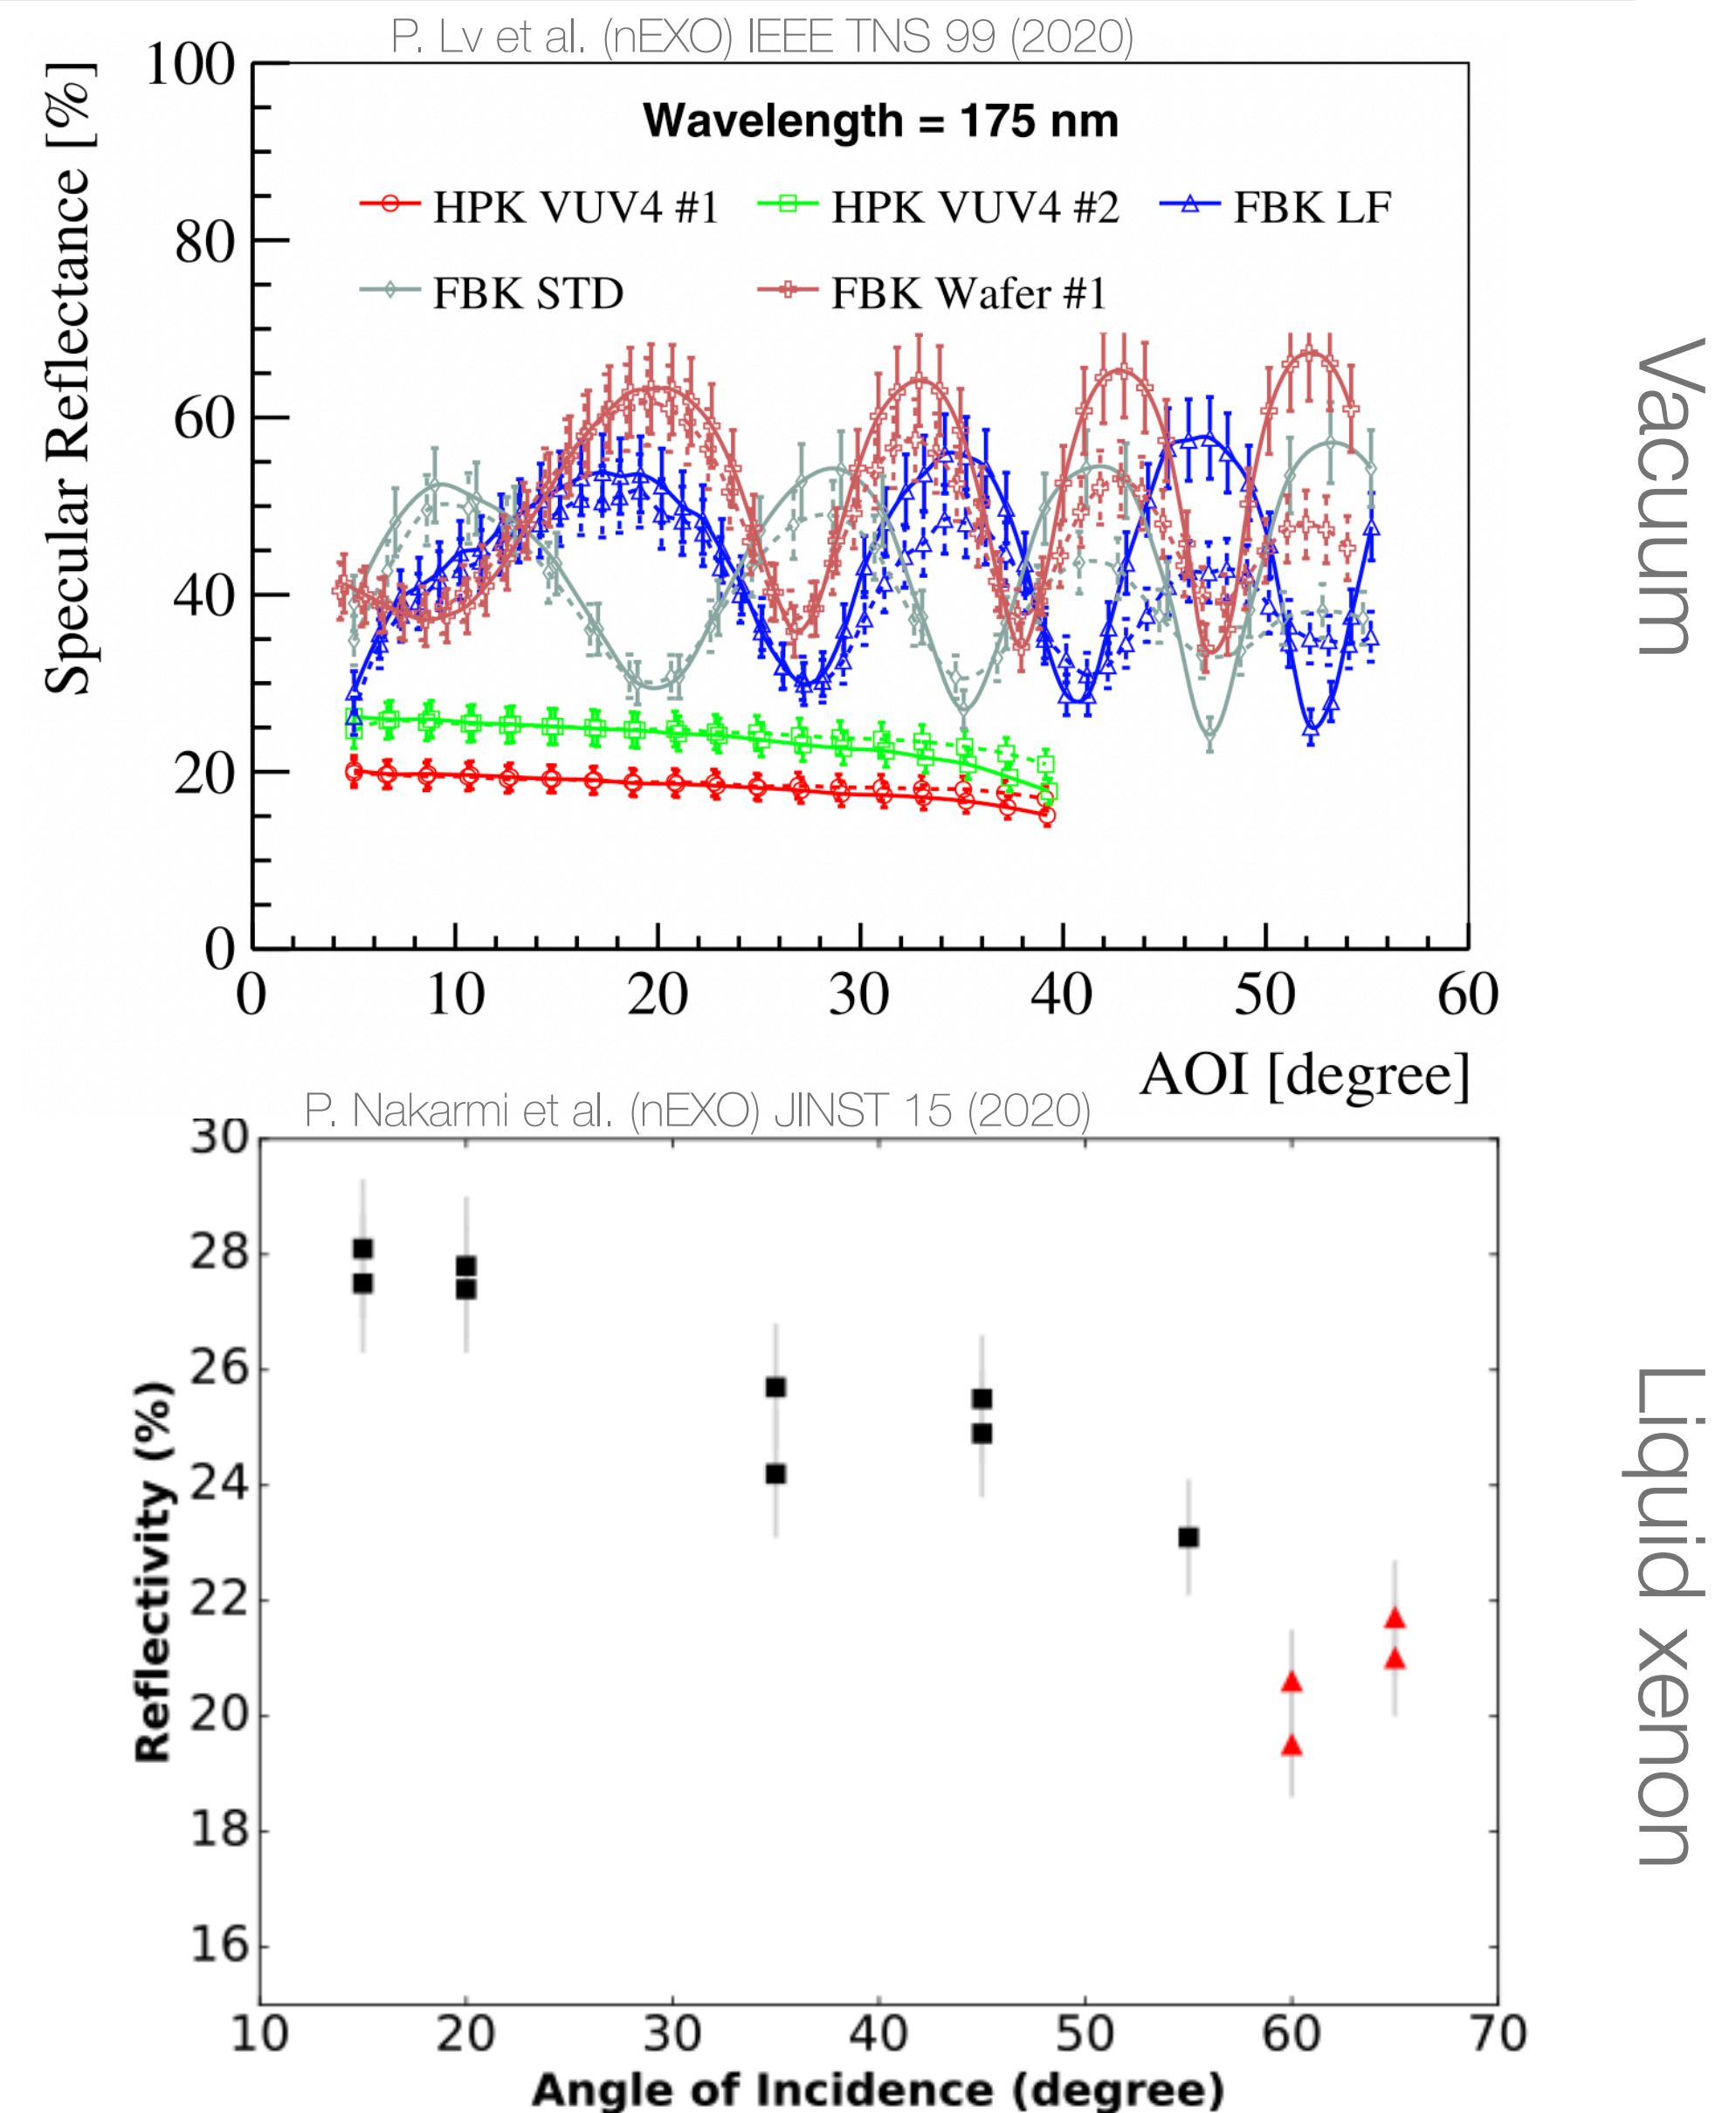 P. Lv et al. (nEXO) IEEE TNS 99 (2020)
Specular Reflectance [%]
100
80
60
40
20
0
Wavelength = 175 nm
HPK VUV4 #1
HPK VUV4 #2
FBK LF
FBK STD
FBK Wafer #1
0 10 20 30 40 50 60
AOI [degree]
Vacuum
P. Nakarmi et al. (nEXO) JINST 15 (2020)
Reflectivity (%)
30
28
26
24
22
20
18
16
10 20 30 40 50 60 70
Angle of Incidence (degree)
Liquid xenon